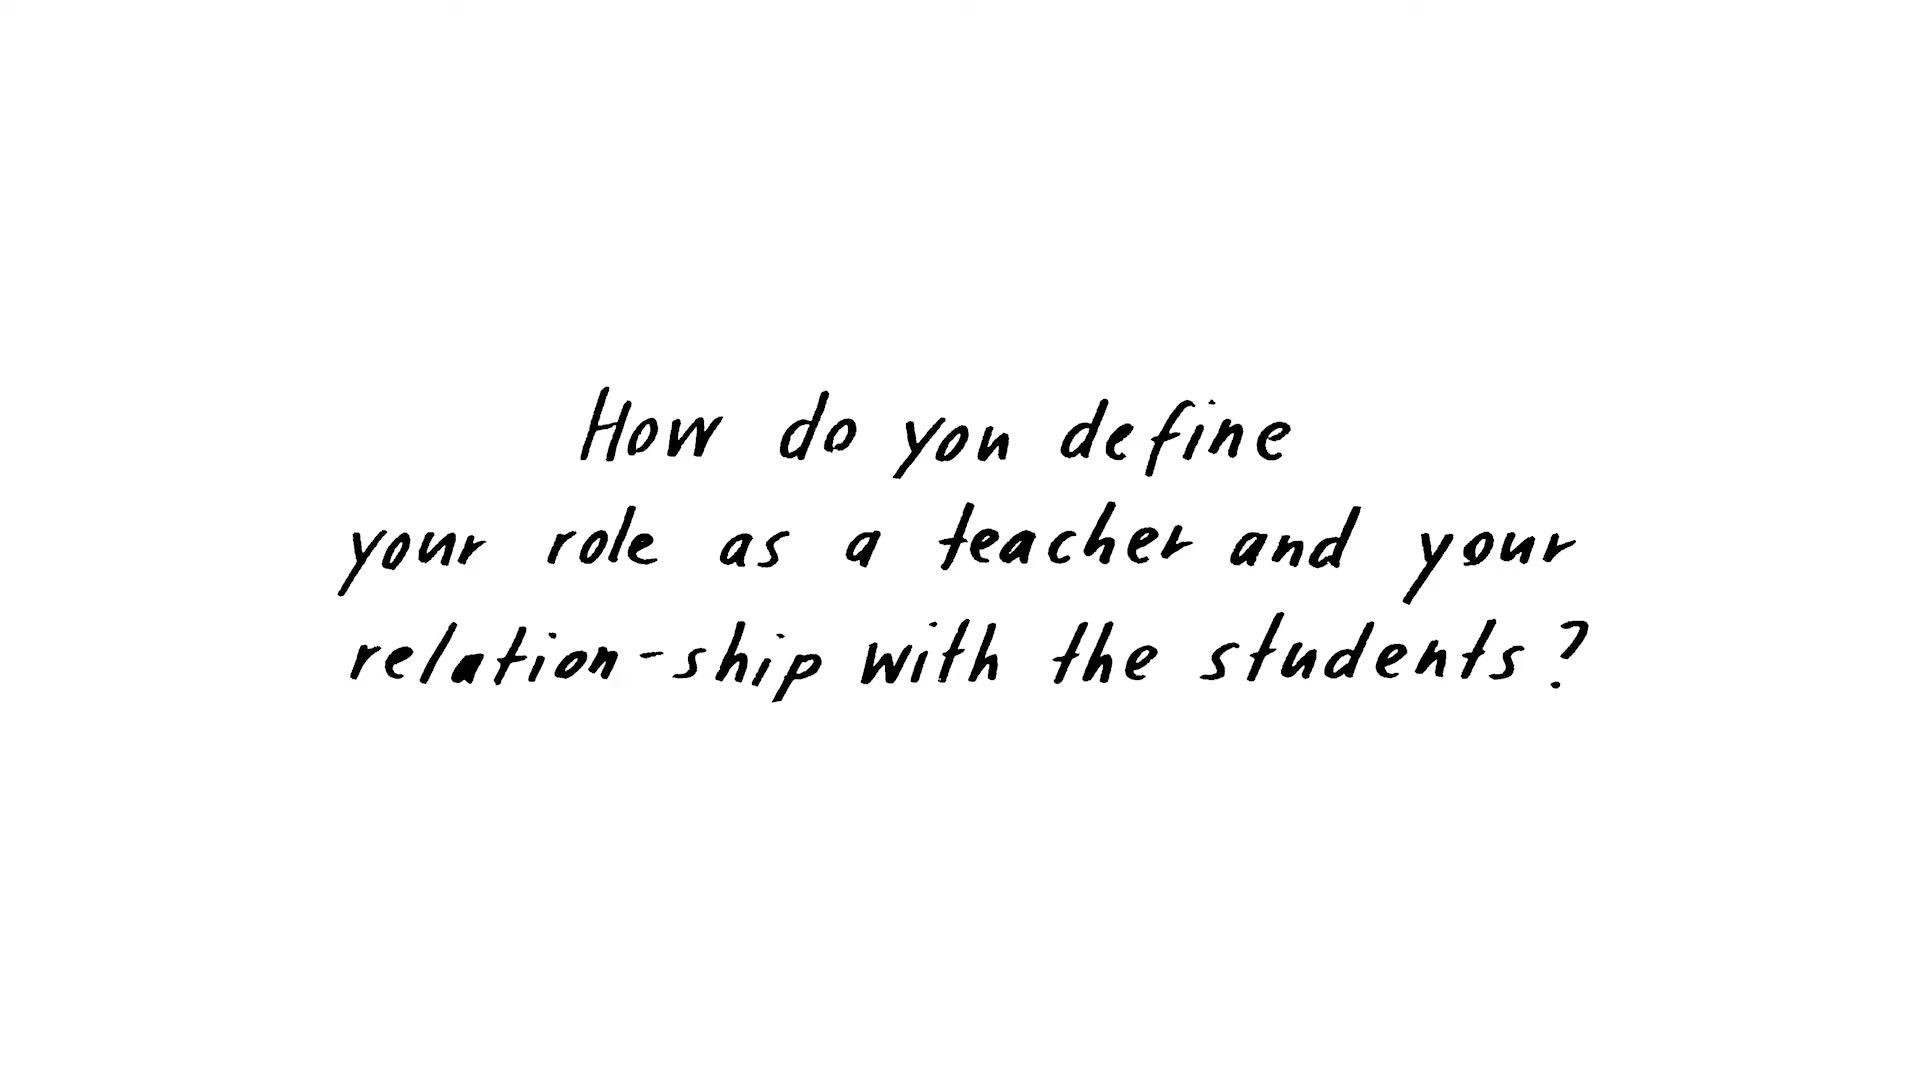 How do you define
your role as a teacher and your
relation-ship with the students?